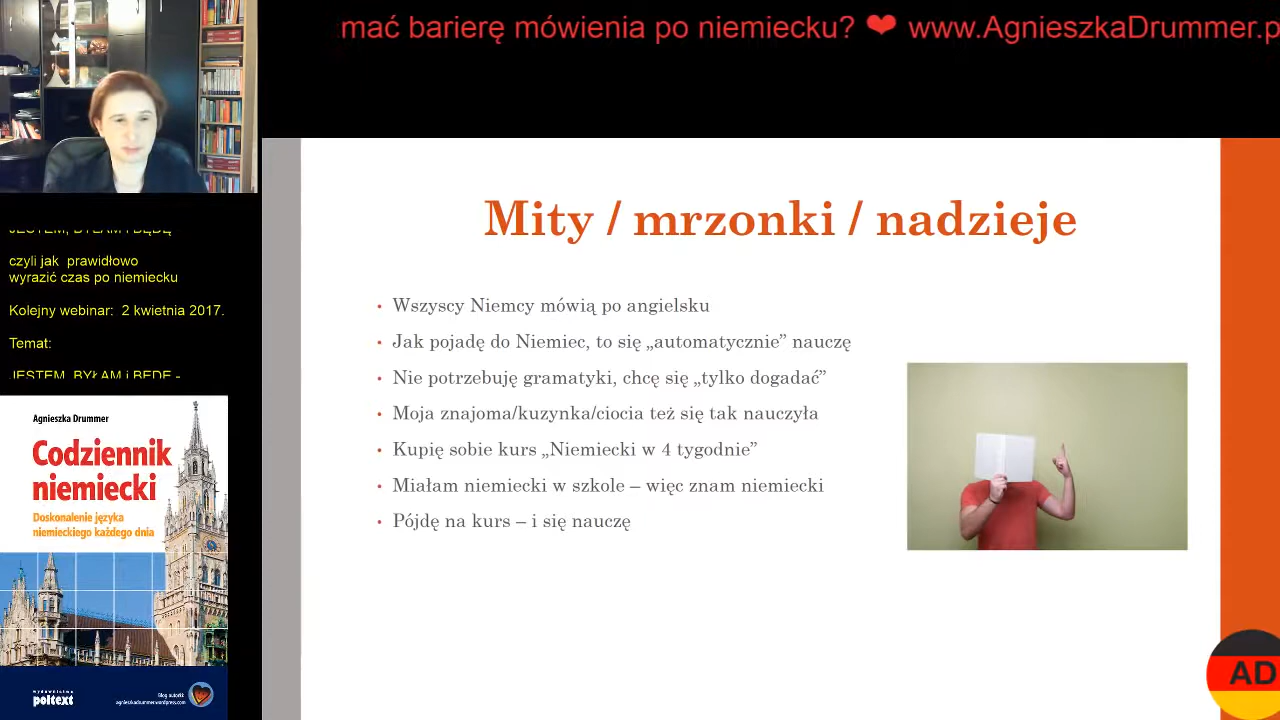 mać barierę mówienia po niemiecku? ❤ www.AgnieszkaDrummer.p
JESTEM, BYŁAM i BĘDĘ
czyli jak prawidłowo
wyrazić czas po niemiecku
Kolejny webinar: 2 kwietnia 2017.
Temat:
JESTEM, BYŁAM i BĘDĘ -
Agnieszka Drummer
Codziennik
niemiecki
Doskonalenie języka
niemieckiego każdego dnia
wydawnictwo
poltext
Blog autorki:
agnieszkadrummer.wordpress.com
Mity / mrzonki / nadzieje
• Wszyscy Niemcy mówią po angielsku
• Jak pojadę do Niemiec, to się „automatycznie” nauczę
• Nie potrzebuję gramatyki, chcę się „tylko dogadać”
• Moja znajoma/kuzynka/ciocia też się tak nauczyła
• Kupię sobie kurs „Niemiecki w 4 tygodnie”
• Miałam niemiecki w szkole – więc znam niemiecki
• Pójdę na kurs – i się nauczę
AD